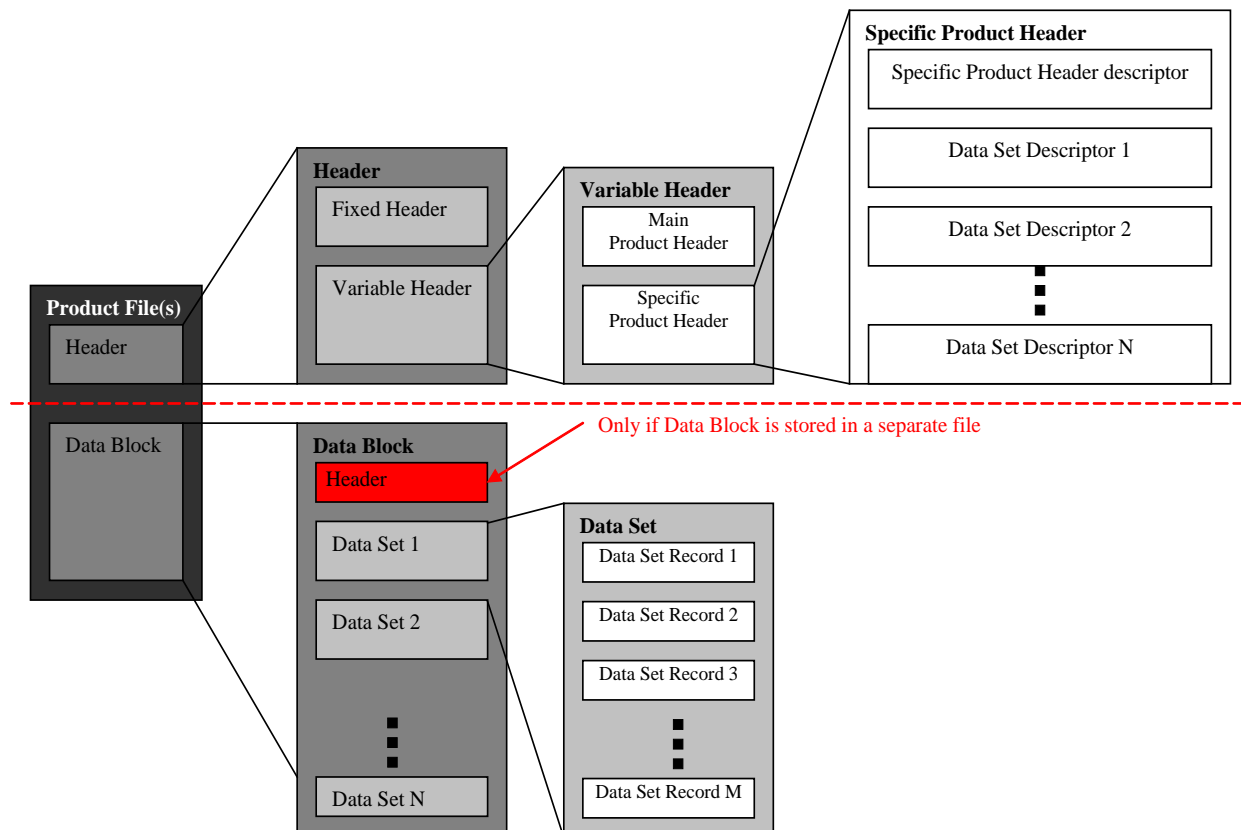 Product File(s)
Header
Data Block
Header
Fixed Header
Variable Header
Variable Header
Main
Product Header
Specific
Product Header
Specific Product Header
Specific Product Header descriptor
Data Set Descriptor 1
Data Set Descriptor 2
Data Set Descriptor N
Only if Data Block is stored in a separate file
Data Block
Header
Data Set 1
Data Set 2
Data Set N
Data Set
Data Set Record 1
Data Set Record 2
Data Set Record 3
Data Set Record M